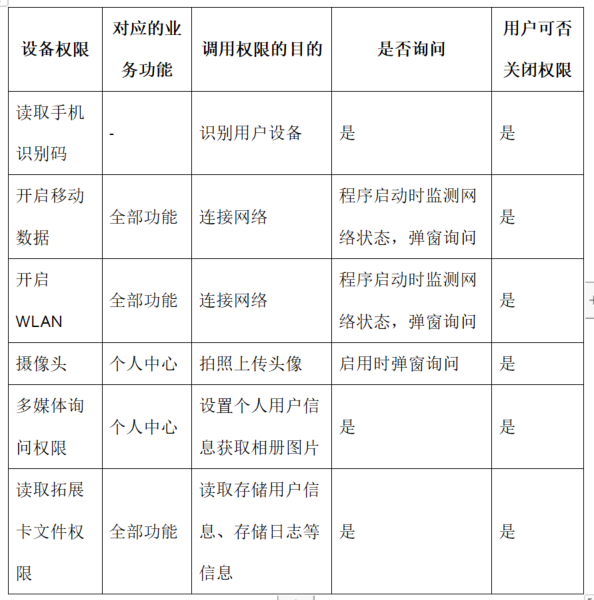 设备权限
对应的业
务功能
调用权限的目的
是否询问
用户可否
关闭权限
读取手机
识别码
-
识别用户设备
是
是
开启移动
数据
全部功能
连接网络
程序启动时监测网
络状态，弹窗询问
是
开启
WLAN
全部功能
连接网络
程序启动时监测网
络状态，弹窗询问
是
摄像头
个人中心
拍照上传头像
启用时弹窗询问
是
多媒体询
问权限
个人中心
设置个人用户信
息获取相册图片
是
是
读取拓展
卡文件权
限
全部功能
读取存储用户信
息、存储日志等
信息
是
是